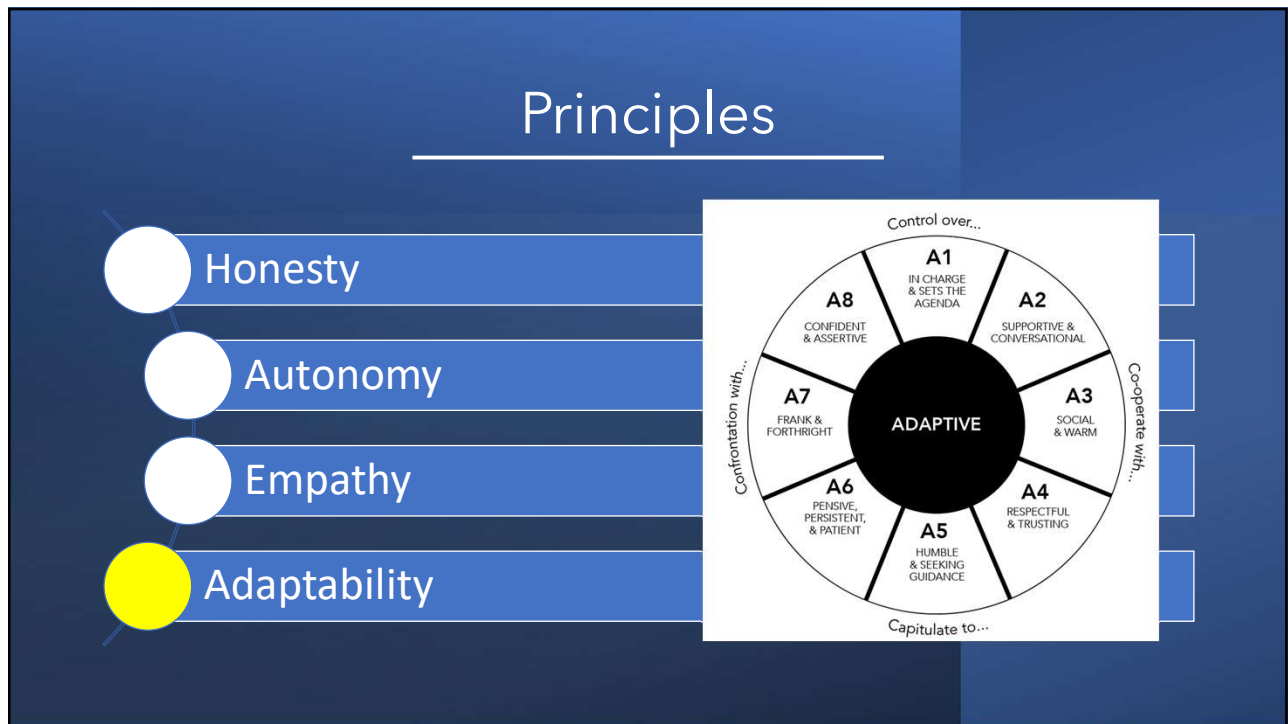 Principles
Honesty
Autonomy
Empathy
Adaptability
Control over...
A1
IN CHARGE
& SETS THE
AGENDA
A2
SUPPORTIVE &
CONVERSATIONAL
Co-operate with...
A3
SOCIAL
& WARM
A4
RESPECTFUL
& TRUSTING
Capitulate to...
A5
HUMBLE
& SEEKING
GUIDANCE
A6
PENSIVE,
PERSISTENT,
& PATIENT
Confrontation with...
A7
FRANK &
FORTHRIGHT
A8
CONFIDENT
& ASSERTIVE
ADAPTIVE